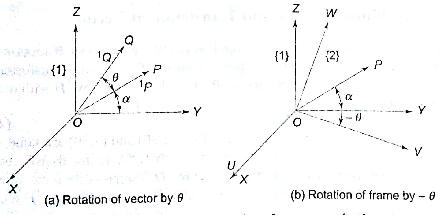 Z
{1}
Q
¹Q
θ
P
¹P
α
O
Y
X
(a) Rotation of vector by θ
Z
W
{1}
{2}
P
α
O
Y
– θ
V
U
X
(b) Rotation of frame by – θ